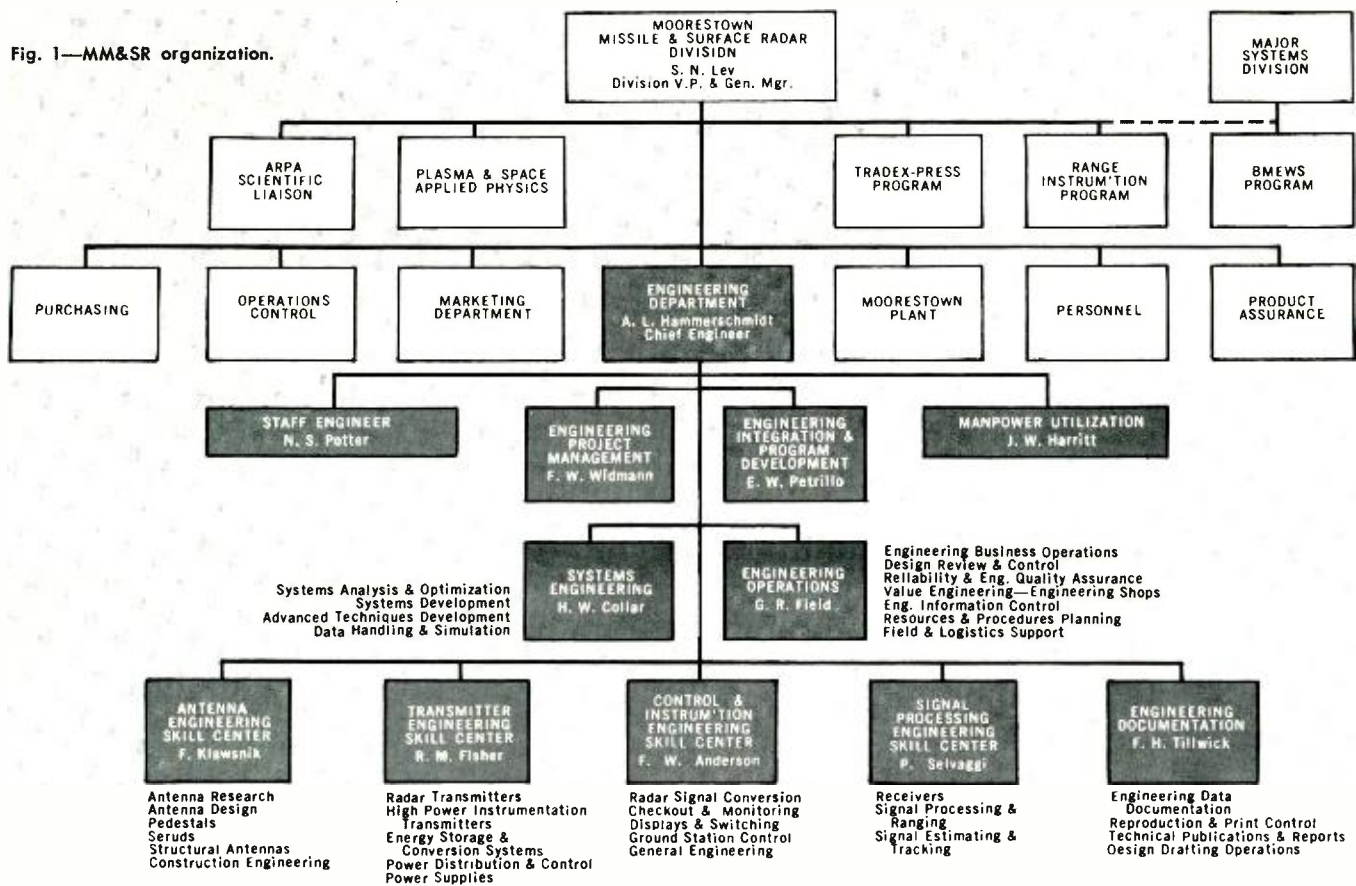 Fig. 1—MM&SR organization.
MOORESTOWN
MISSILE & SURFACE RADAR
DIVISIDN
S. N. Lev
Division V.P. & Gen. Mgr.
MAJOR
SYSTEMS
DIVISION
ARPA
SCIENTIFIC
LIAISON
PLASMA & SPACE
APPLIED PHYSICS
TRADEX-PRESS
PROGRAM
RANGE
INSTRUM'TION
PROGRAM
BMEWS
PROGRAM
PURCHASING
OPERATIONS
CONTROL
MARKETING
DEPARTMENT
ENGINEERING
DEPARTMENT
A. L. Hammerschmidt
Chief Engineer
MOORESTOWN
PLANT
PERSONNEL
PRODUCT
ASSURANCE
STAFF ENGINEER
N. S. Potter
ENGINEERING
PROJECT
MANAGEMENT
F. W. Widmann
ENGINEERING
INTEGRATION &
PROGRAM
DEVELOPMENT
E. W. Petrillo
MANPOWER UTILIZATION
J. W. Harritt
Systems Analysis & Optimization
Systems Development
Advanced Techniques Development
Data Handling & Simulation
SYSTEMS
ENGINEERING
H. W. Collar
ENGINEERING
OPERATIONS
G. R. Field
Engineering Business Operations
Design Review & Control
Reliability & Eng. Quality Assurance
Value Engineering—Engineering Shops
Eng. Information Control
Resources & Procedures Planning
Field & Logistics Support
ANTENNA
ENGINEERING
SKILL CENTER
F. Klawsnik
Antenna Research
Antenna Design
Pedestals
Seruds
Structural Antennas
Construction Engineering
TRANSMITTER
ENGINEERING
SKILL CENTER
R. M. Fisher
Radar Transmitters
High Power Instrumentation
Transmitters
Energy Storage &
Conversion Systems
Power Distribution & Control
Power Supplies
CONTROL &
INSTRUM'TION
ENGINEERING
SKILL CENTER
F. W. Anderson
Radar Signal Conversion
Checkout & Monitoring
Displays & Switching
Ground Station Control
General Engineering
SIGNAL
PROCESSING
ENGINEERING
SKILL CENTER
P. Selvaggi
Receivers
Signal Processing &
Ranging
Signal Estimating &
Tracking
ENGINEERING
DOCUMENTATION
F. H. Tillwick
Engineering Data
Documentation
Reproduction & Print Control
Technical Publications & Reports
Oesign Drafting Operations